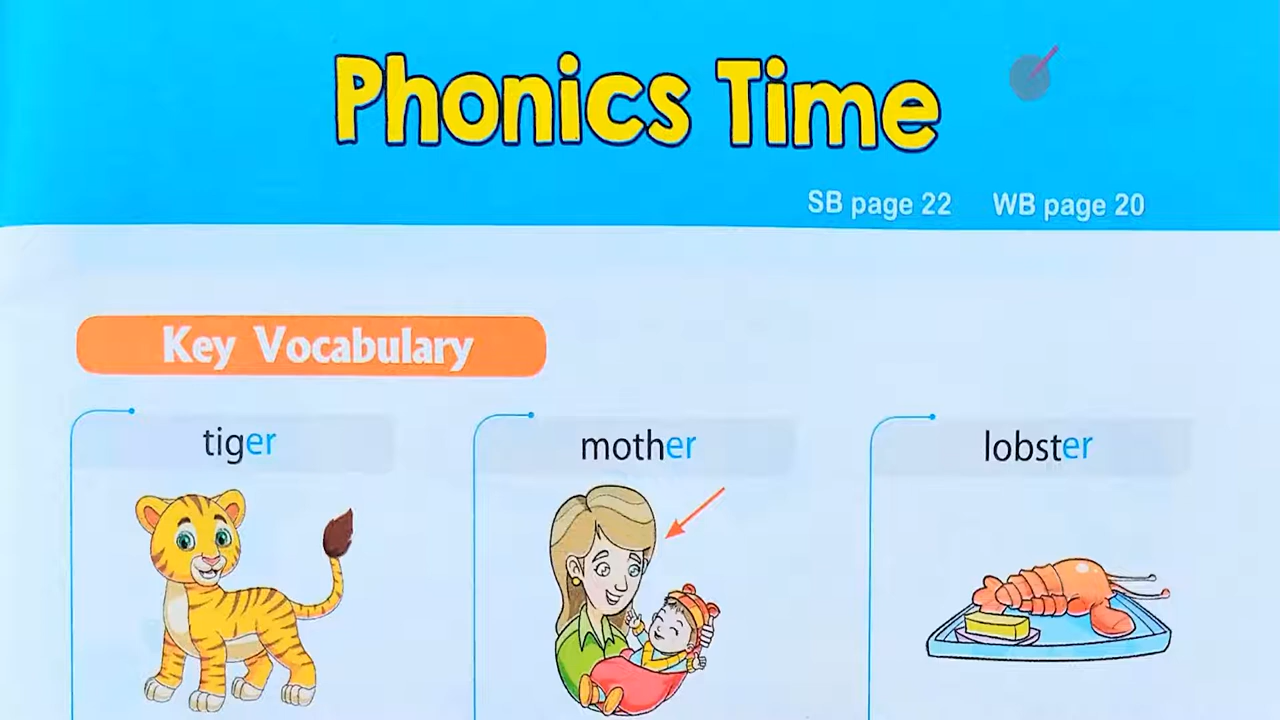 Phonics Time
SB page 22 WB page 20
Key Vocabulary
tiger mother lobster